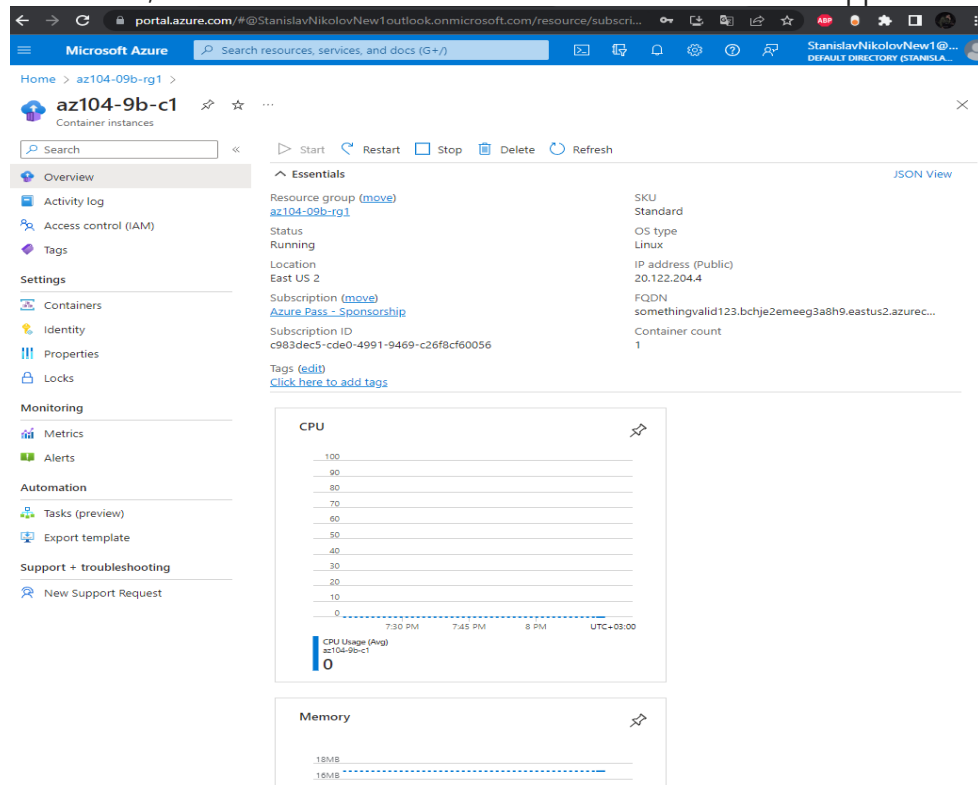 portal.azure.com/#@StanislavNikolovNew1outlook.onmicrosoft.com/resource/subscri...
ABP
Microsoft Azure
Search resources, services, and docs (G+/)
StanislavNikolovNew1@...
DEFAULT DIRECTORY (STANISLA...
Home > az104-09b-rg1 >
az104-9b-c1 ...
Container instances
Search «
Start Restart Stop Delete Refresh
Overview
Activity log
Access control (IAM)
Tags
Settings
Containers
Identity
Properties
Locks
Monitoring
Metrics
Alerts
Automation
Tasks (preview)
Export template
Support + troubleshooting
New Support Request
Essentials
JSON View
Resource group (move)
az104-09b-rg1
Status
Running
Location
East US 2
Subscription (move)
Azure Pass - Sponsorship
Subscription ID
c983dec5-cde0-4991-9469-c26f8cf60056
Tags (edit)
Click here to add tags
SKU
Standard
OS type
Linux
IP address (Public)
20.122.204.4
FQDN
somethingvalid123.bchje2emeeg3a8h9.eastus2.azurec...
Container count
1
CPU
100
90
80
70
60
50
40
30
20
10
0
7:30 PM 7:45 PM 8 PM UTC+03:00
CPU Usage (Avg)
az104-9b-c1
0
Memory
18MB
16MB